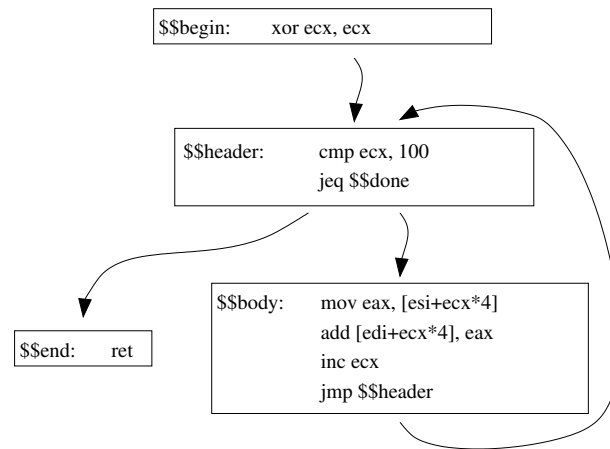 $$begin: xor ecx, ecx
$$header: cmp ecx, 100
jeq $$done
$$body: mov eax, [esi+ecx*4]
add [edi+ecx*4], eax
inc ecx
jmp $$header
$$end: ret